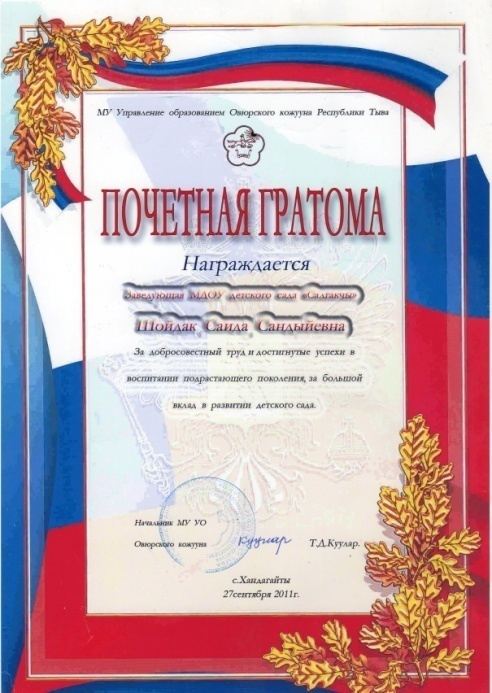 МУ Управление образованием Овюрского кожууна Республики Тыва
ПОЧЕТНАЯ ГРАТОМА
Награждается
Заведующая МДОУ детского сада «Салгакчы»
Шойдак Саида Сандыйевна
За добросовестный труд и достигнутые успехи в
воспитании подрастающего поколения, за большой
вклад в развитии детского сада.
Начальник МУ УО
Овюрского кожууна
Куулар
Т.Д.Куулар.
с.Хандагайты
27сентября 2011г.